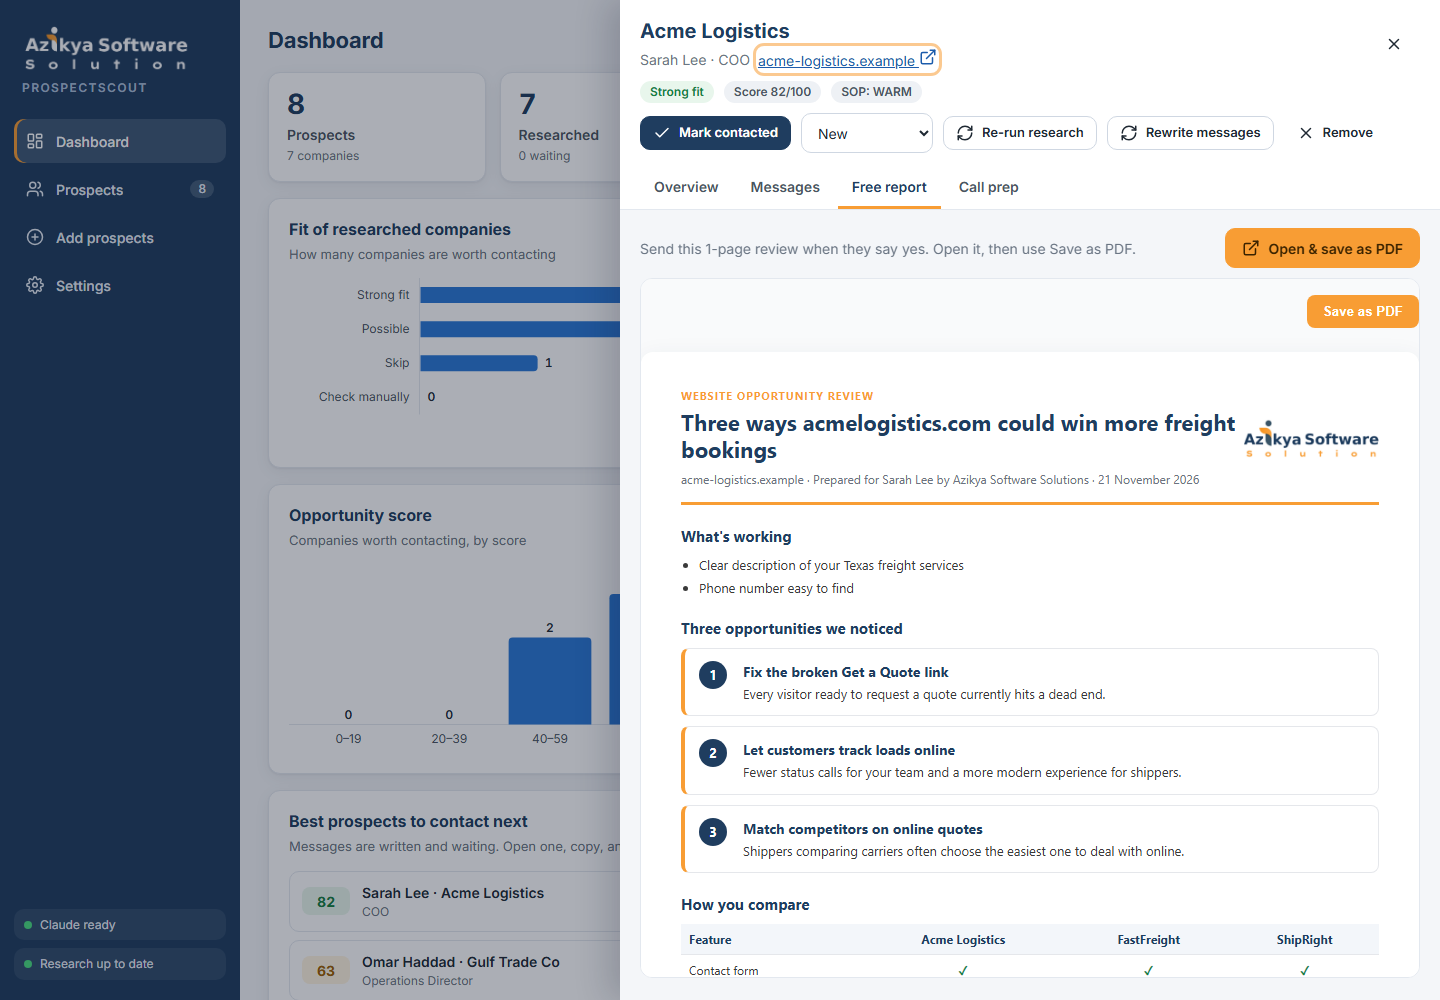 Azikya Software
Solution
PROSPECTSCOUT
Dashboard
Prospects
8
Add prospects
Settings
Claude ready
Research up to date
Dashboard
8
Prospects
7 companies
7
Researched
0 waiting
Fit of researched companies
How many companies are worth contacting
Strong fit
Possible
Skip
1
Check manually
0
Opportunity score
Companies worth contacting, by score
0
0
2
0–19
20–39
40–59
Best prospects to contact next
Messages are written and waiting. Open one, copy, an
82
Sarah Lee · Acme Logistics
COO
63
Omar Haddad · Gulf Trade Co
Operations Director
Acme Logistics
Sarah Lee · COO acme-logistics.example
Strong fit
Score 82/100
SOP: WARM
Mark contacted
New
Re-run research
Rewrite messages
Remove
Overview
Messages
Free report
Call prep
Send this 1-page review when they say yes. Open it, then use Save as PDF.
Open & save as PDF
Save as PDF
WEBSITE OPPORTUNITY REVIEW
Three ways acmelogistics.com could win more freight
bookings
Azikya Software
Solution
acme-logistics.example · Prepared for Sarah Lee by Azikya Software Solutions · 21 November 2026
What's working
• Clear description of your Texas freight services
• Phone number easy to find
Three opportunities we noticed
1
Fix the broken Get a Quote link
Every visitor ready to request a quote currently hits a dead end.
2
Let customers track loads online
Fewer status calls for your team and a more modern experience for shippers.
3
Match competitors on online quotes
Shippers comparing carriers often choose the easiest one to deal with online.
How you compare
Feature Acme Logistics FastFreight ShipRight
Contact form ✓ ✓ ✓